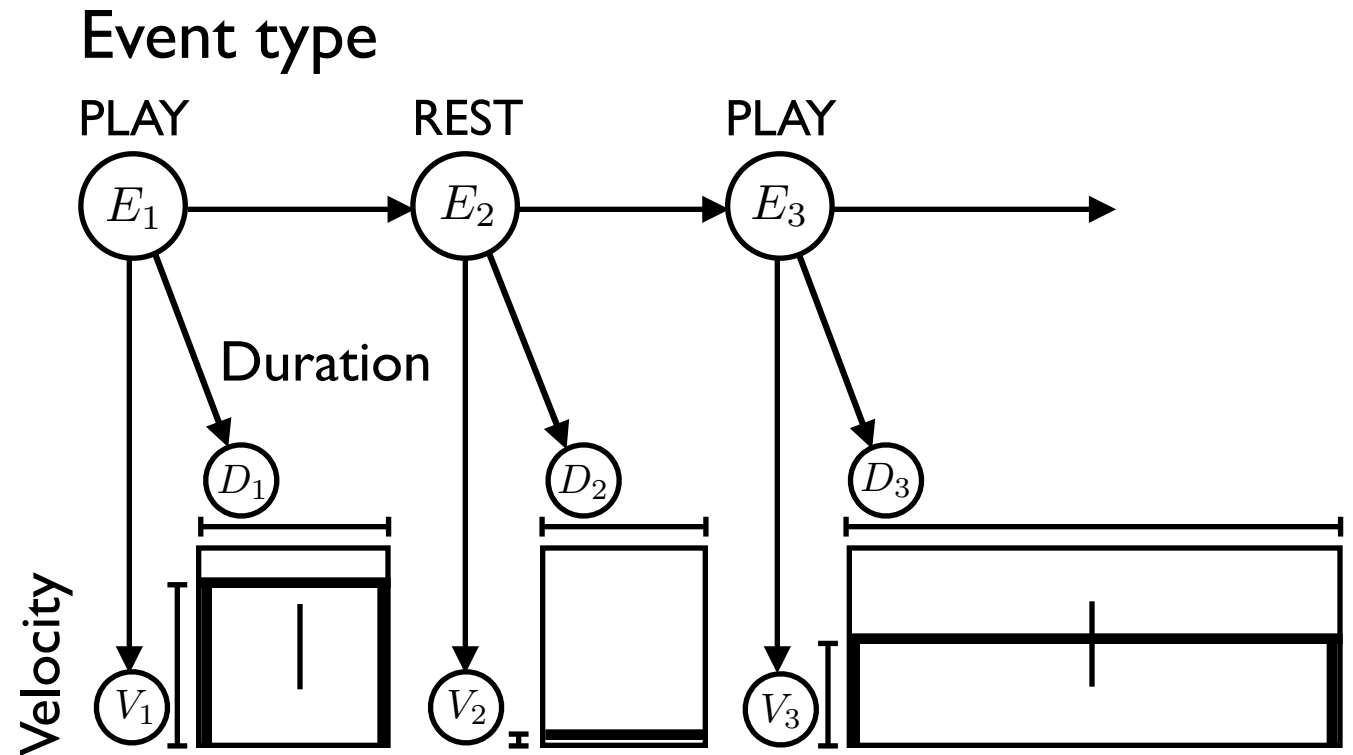 Event type
PLAY REST PLAY
E₁ E₂ E₃
Duration
D₁ D₂ D₃
Velocity
V₁ V₂ V₃